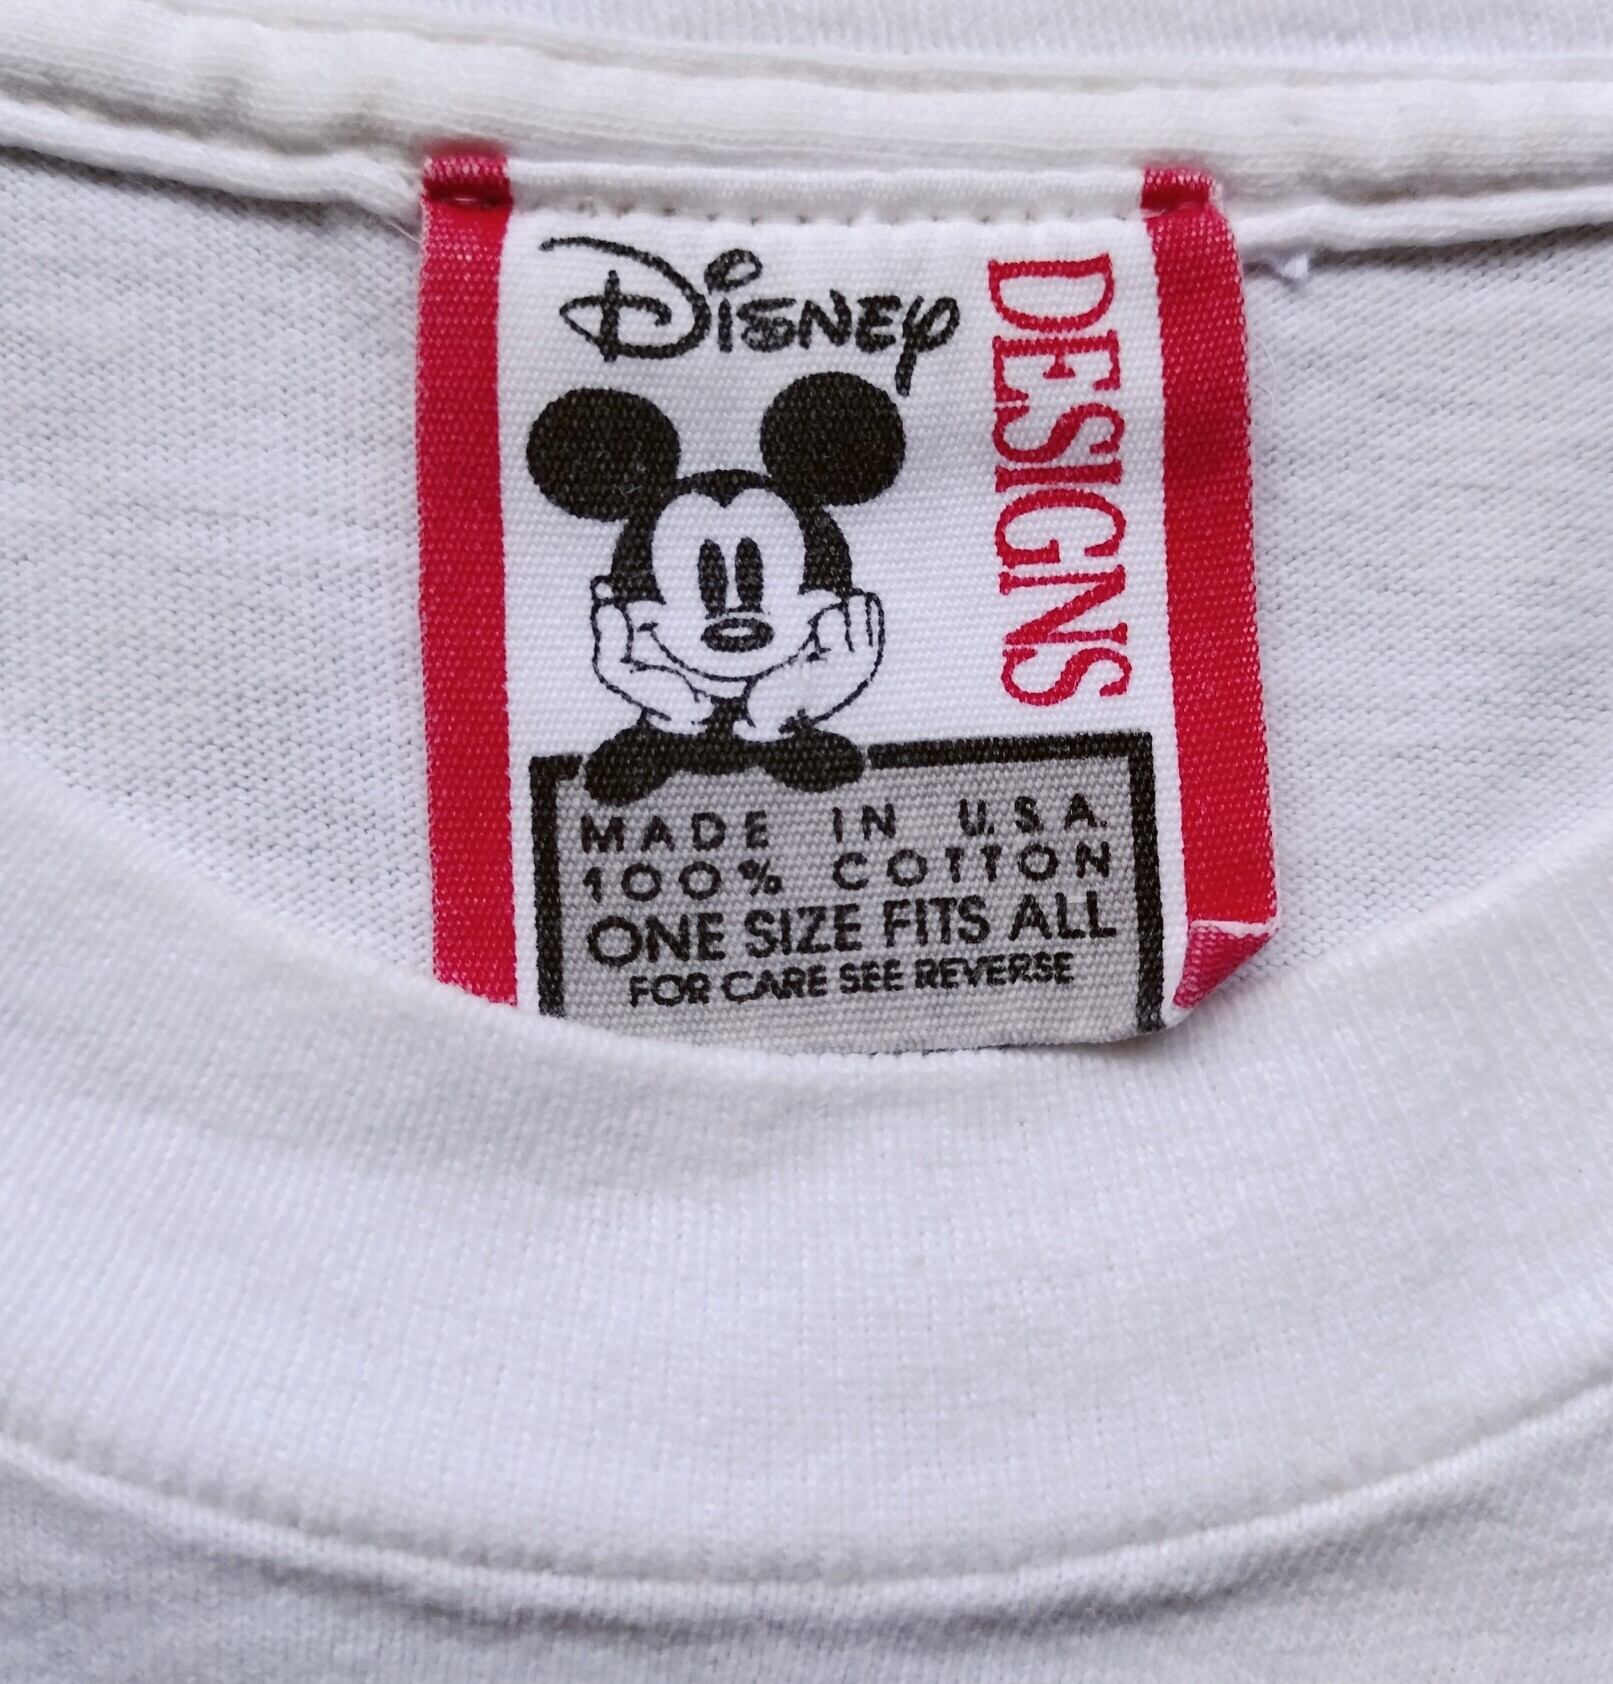 Disney
DESIGNS
MADE IN U.S.A.
100% COTTON
ONE SIZE FITS ALL
FOR CARE SEE REVERSE